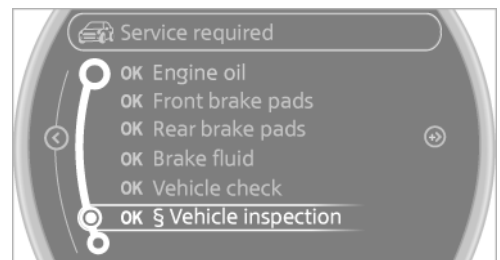 Service required
OK Engine oil
OK Front brake pads
OK Rear brake pads
OK Brake fluid
OK Vehicle check
OK § Vehicle inspection